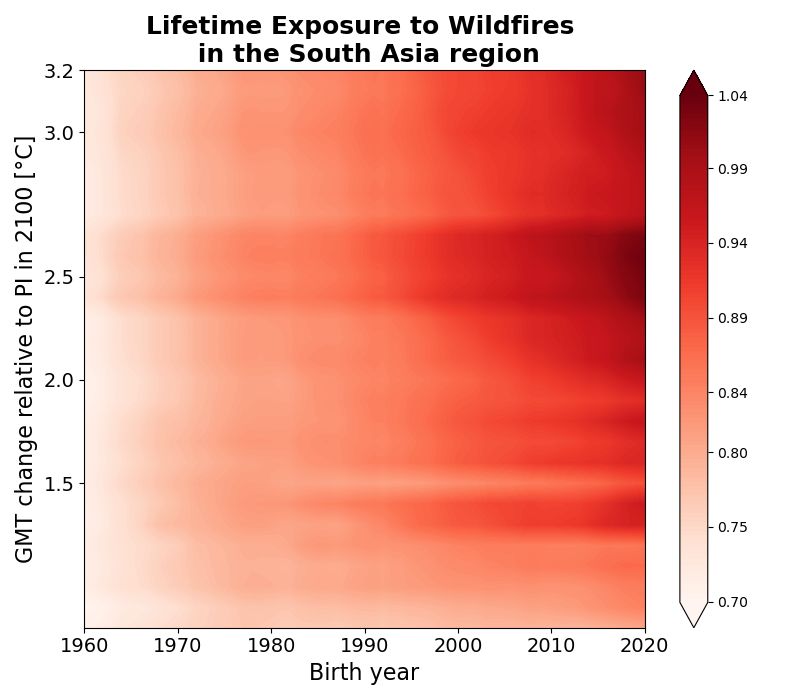 Lifetime Exposure to Wildfires
in the South Asia region
GMT change relative to PI in 2100 [°C]
3.2
3.0
2.5
2.0
1.5
1960 1970 1980 1990 2000 2010 2020
Birth year
1.04
0.99
0.94
0.89
0.84
0.80
0.75
0.70